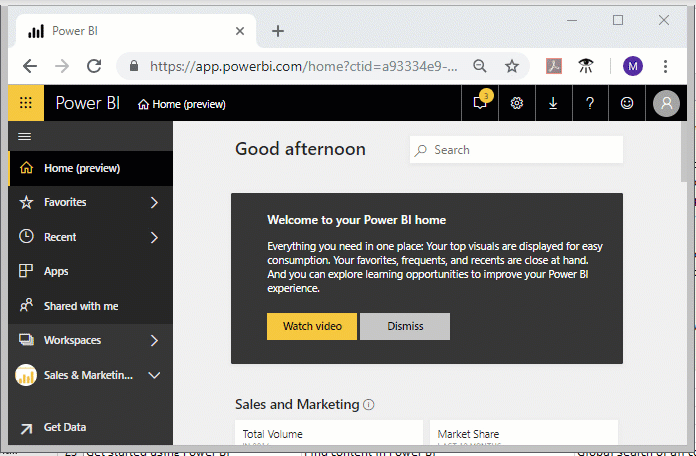 Power BI
https://app.powerbi.com/home?ctid=a93334e9-...
M
Power BI Home (preview)
3
?
Home (preview)
Good afternoon
Search
Favorites
Recent
Apps
Shared with me
Workspaces
Sales & Marketin...
Get Data
Welcome to your Power BI home
Everything you need in one place: Your top visuals are displayed for easy
consumption. Your favorites, frequents, and recents are close at hand.
And you can explore learning opportunities to improve your Power BI
experience.
Watch video
Dismiss
Sales and Marketing
Total Volume
Market Share